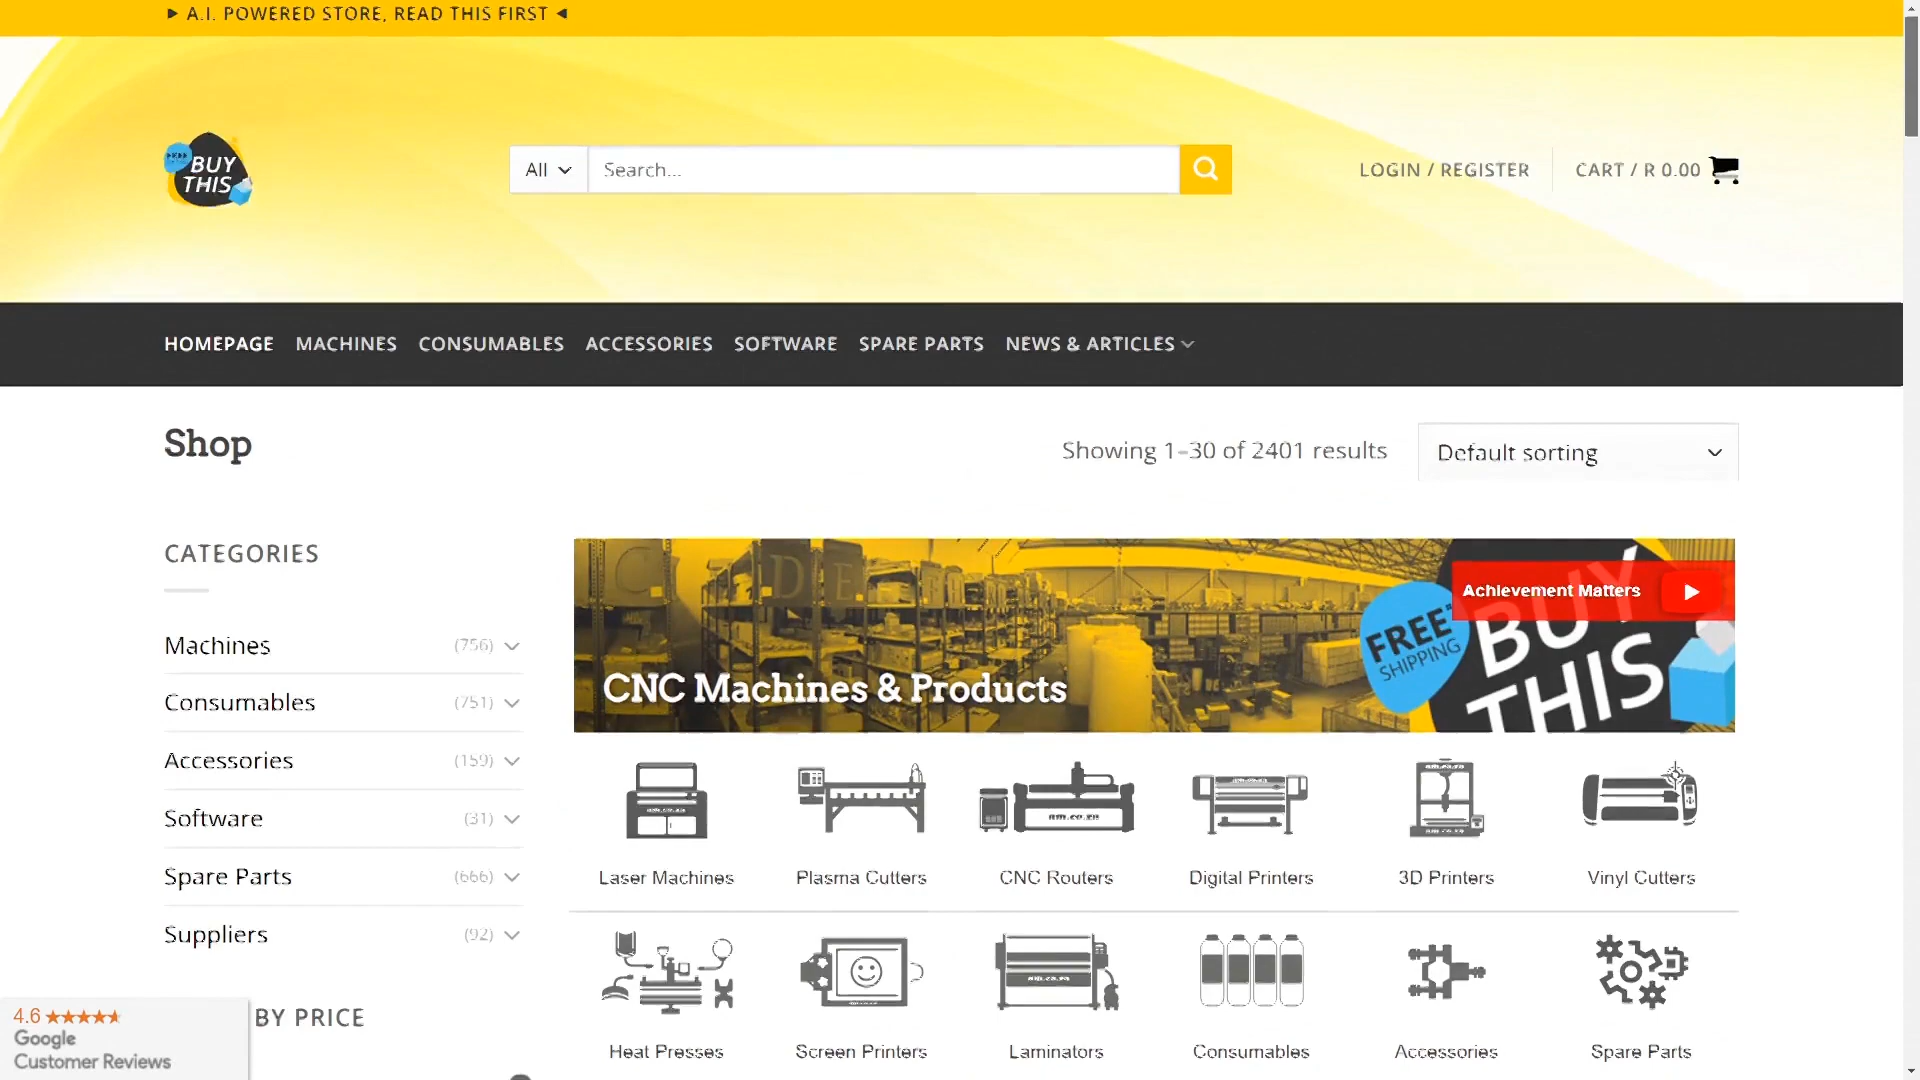 ► A.I. POWERED STORE, READ THIS FIRST ◄
BUY
THIS
All
Search...
LOGIN / REGISTER
CART / R 0.00
HOMEPAGE
MACHINES
CONSUMABLES
ACCESSORIES
SOFTWARE
SPARE PARTS
NEWS & ARTICLES
Shop
Showing 1–30 of 2401 results
Default sorting
CATEGORIES
Machines (756)
Consumables (751)
Accessories (159)
Software (31)
Spare Parts (666)
Suppliers (92)
BY PRICE
4.6
Google
Customer Reviews
C D E
Achievement Matters
FREE
SHIPPING
BUY
THIS
CNC Machines & Products
Laser Machines
Plasma Cutters
CNC Routers
Digital Printers
3D Printers
Vinyl Cutters
Heat Presses
Screen Printers
Laminators
Consumables
Accessories
Spare Parts